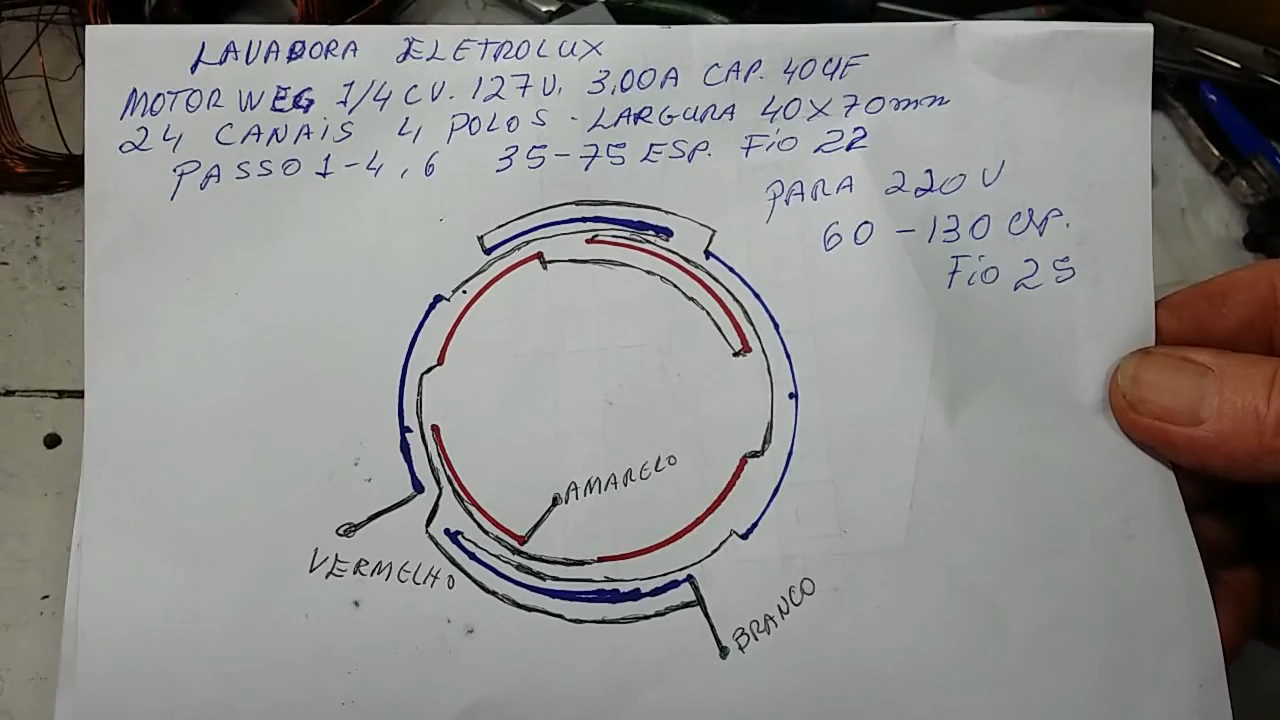 LAVADORA ELETROLUX
MOTOR WEG 1/4 CV. 127V. 3,00A CAP. 40UF
24 CANAIS 4 POLOS - LARGURA 40X70mm
PASSO 1-4,6 35-75 ESP. FiO 22
PARA 220V
60-130 ESP.
FiO 25
AMARELO
VERMELHO
BRANCO